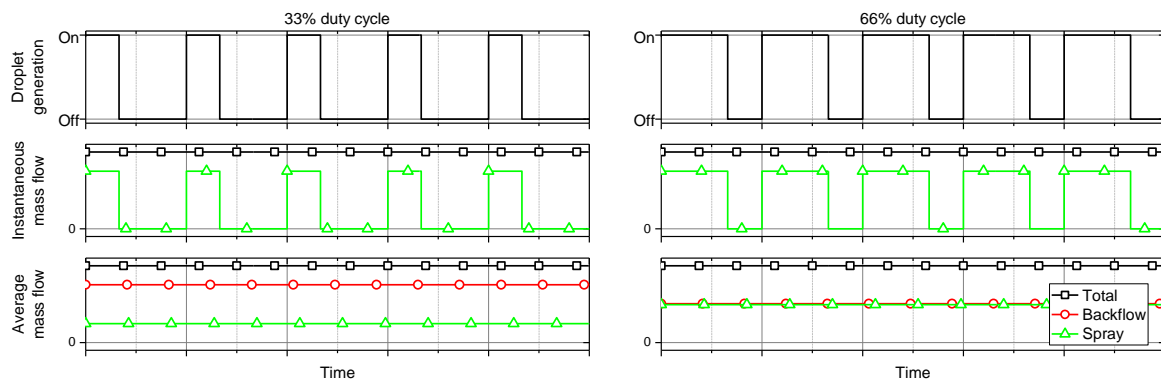 33% duty cycle
66% duty cycle
Droplet
generation
On
Off
On
Off
Instantaneous
mass flow
0
0
Average
mass flow
0
0
Total
Backflow
Spray
Time
Time